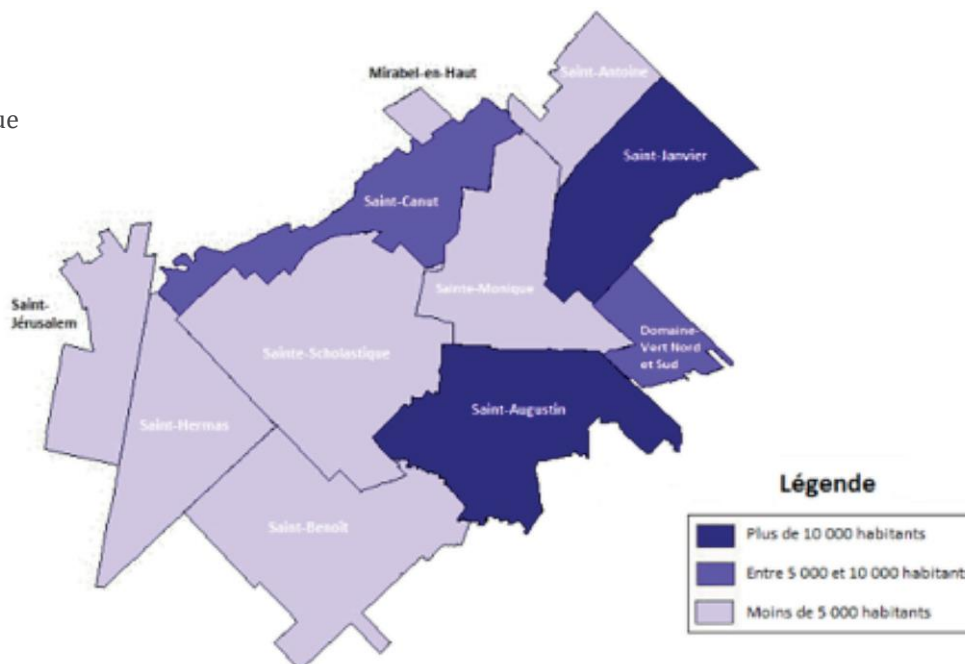 Saint-Antoine
Mirabel-en-Haut
ue
Saint-Janvier
Saint-Canut
Sainte-Monique
Saint-
Jérusalem
Domaine-
Vert Nord
et Sud
Sainte-Scholastique
Saint-Augustin
Saint-Hermas
Saint-Benoît
Légende
Plus de 10 000 habitants
Entre 5 000 et 10 000 habitant
Moins de 5 000 habitants